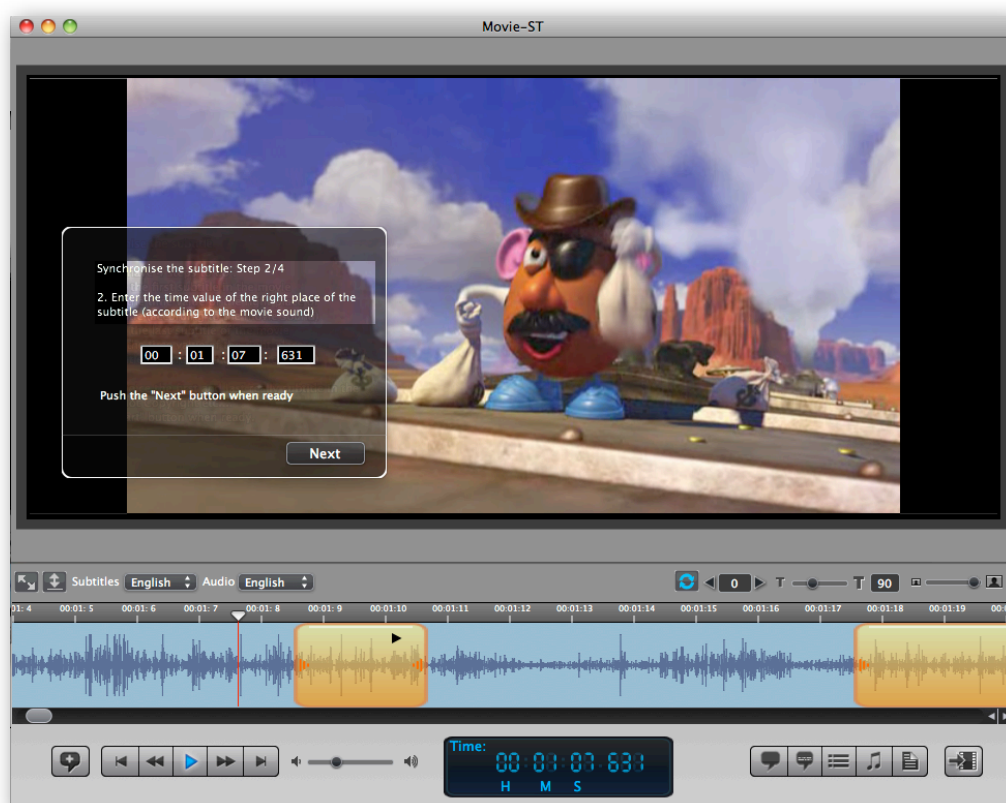 Movie-ST
Synchronise the subtitle: Step 2/4
2. Enter the time value of the right place of the
subtitle (according to the movie sound)
00 : 01 : 07 : 631
Push the "Next" button when ready
Next
Subtitles English Audio English 0 T T 90
01: 4 00:01: 5 00:01: 6 00:01: 7 00:01: 8 00:01: 9 00:01:10 00:01:11 00:01:12 00:01:13 00:01:14 00:01:15 00:01:16 00:01:17 00:01:18 00:01:19 00
Time:
00:01:07:631
H M S